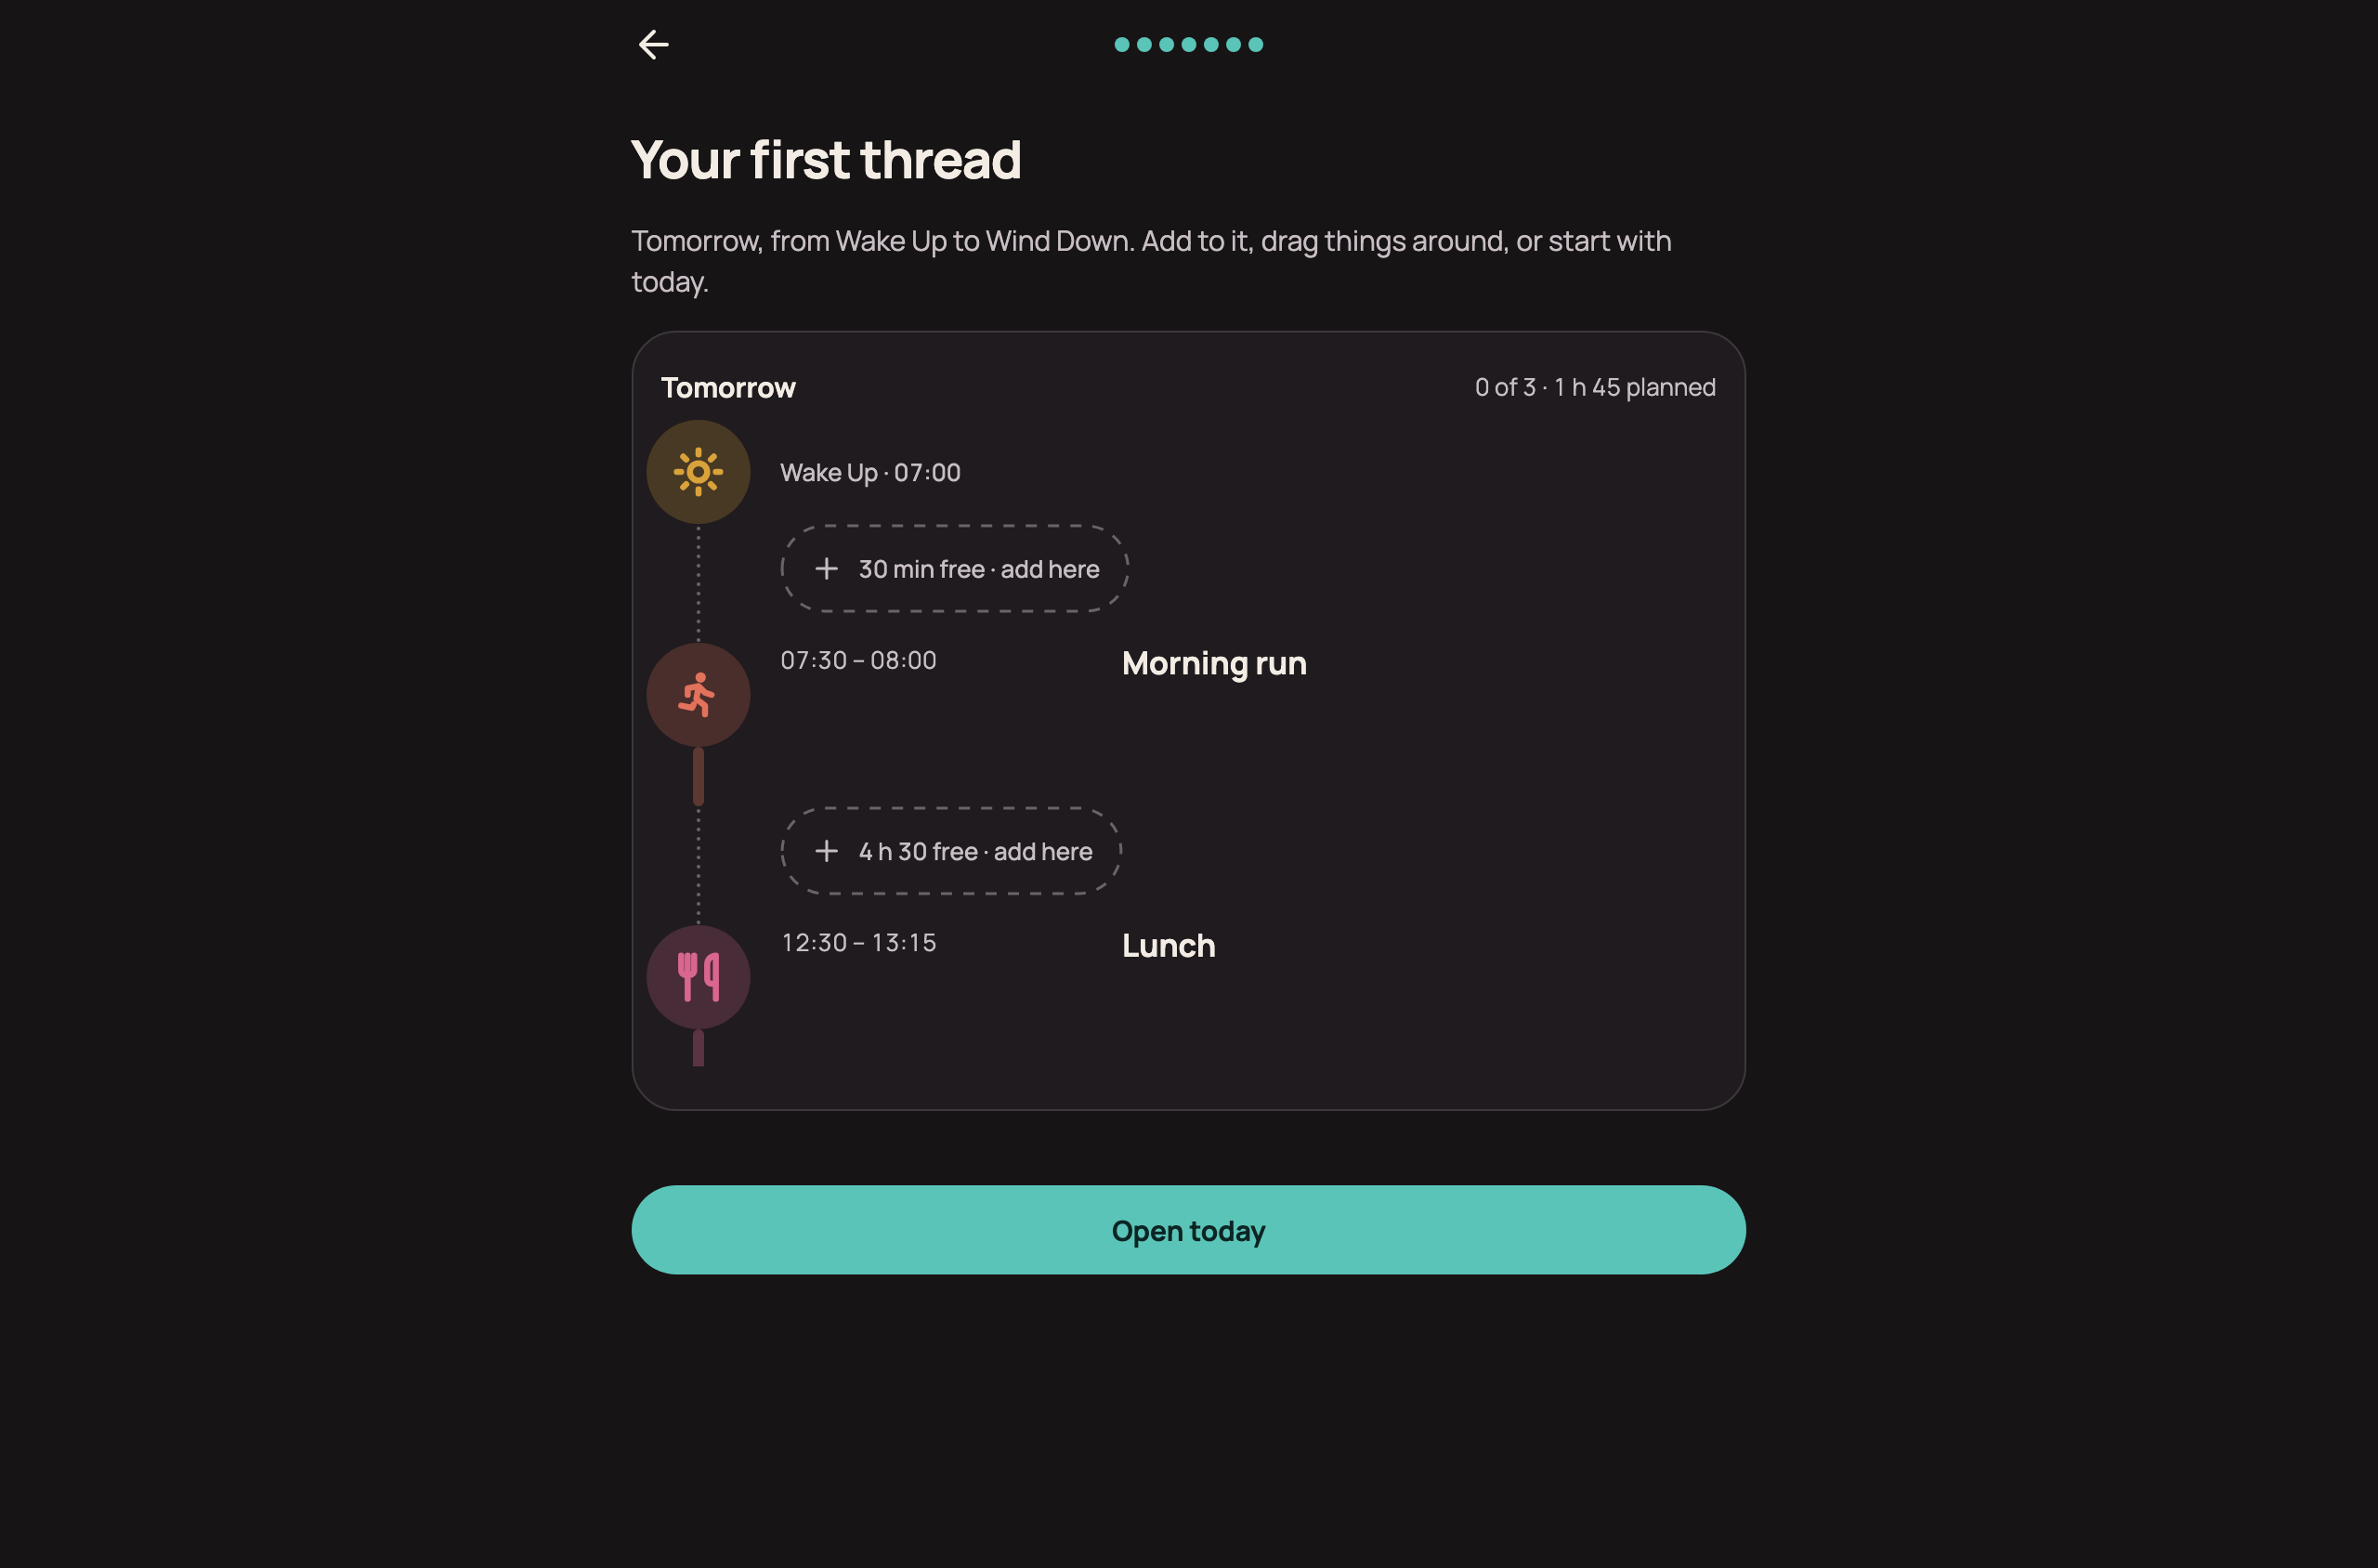 Your first thread
Tomorrow, from Wake Up to Wind Down. Add to it, drag things around, or start with
today.
Tomorrow
0 of 3 · 1 h 45 planned
Wake Up · 07:00
30 min free · add here
07:30 – 08:00
Morning run
4 h 30 free · add here
12:30 – 13:15
Lunch
Open today